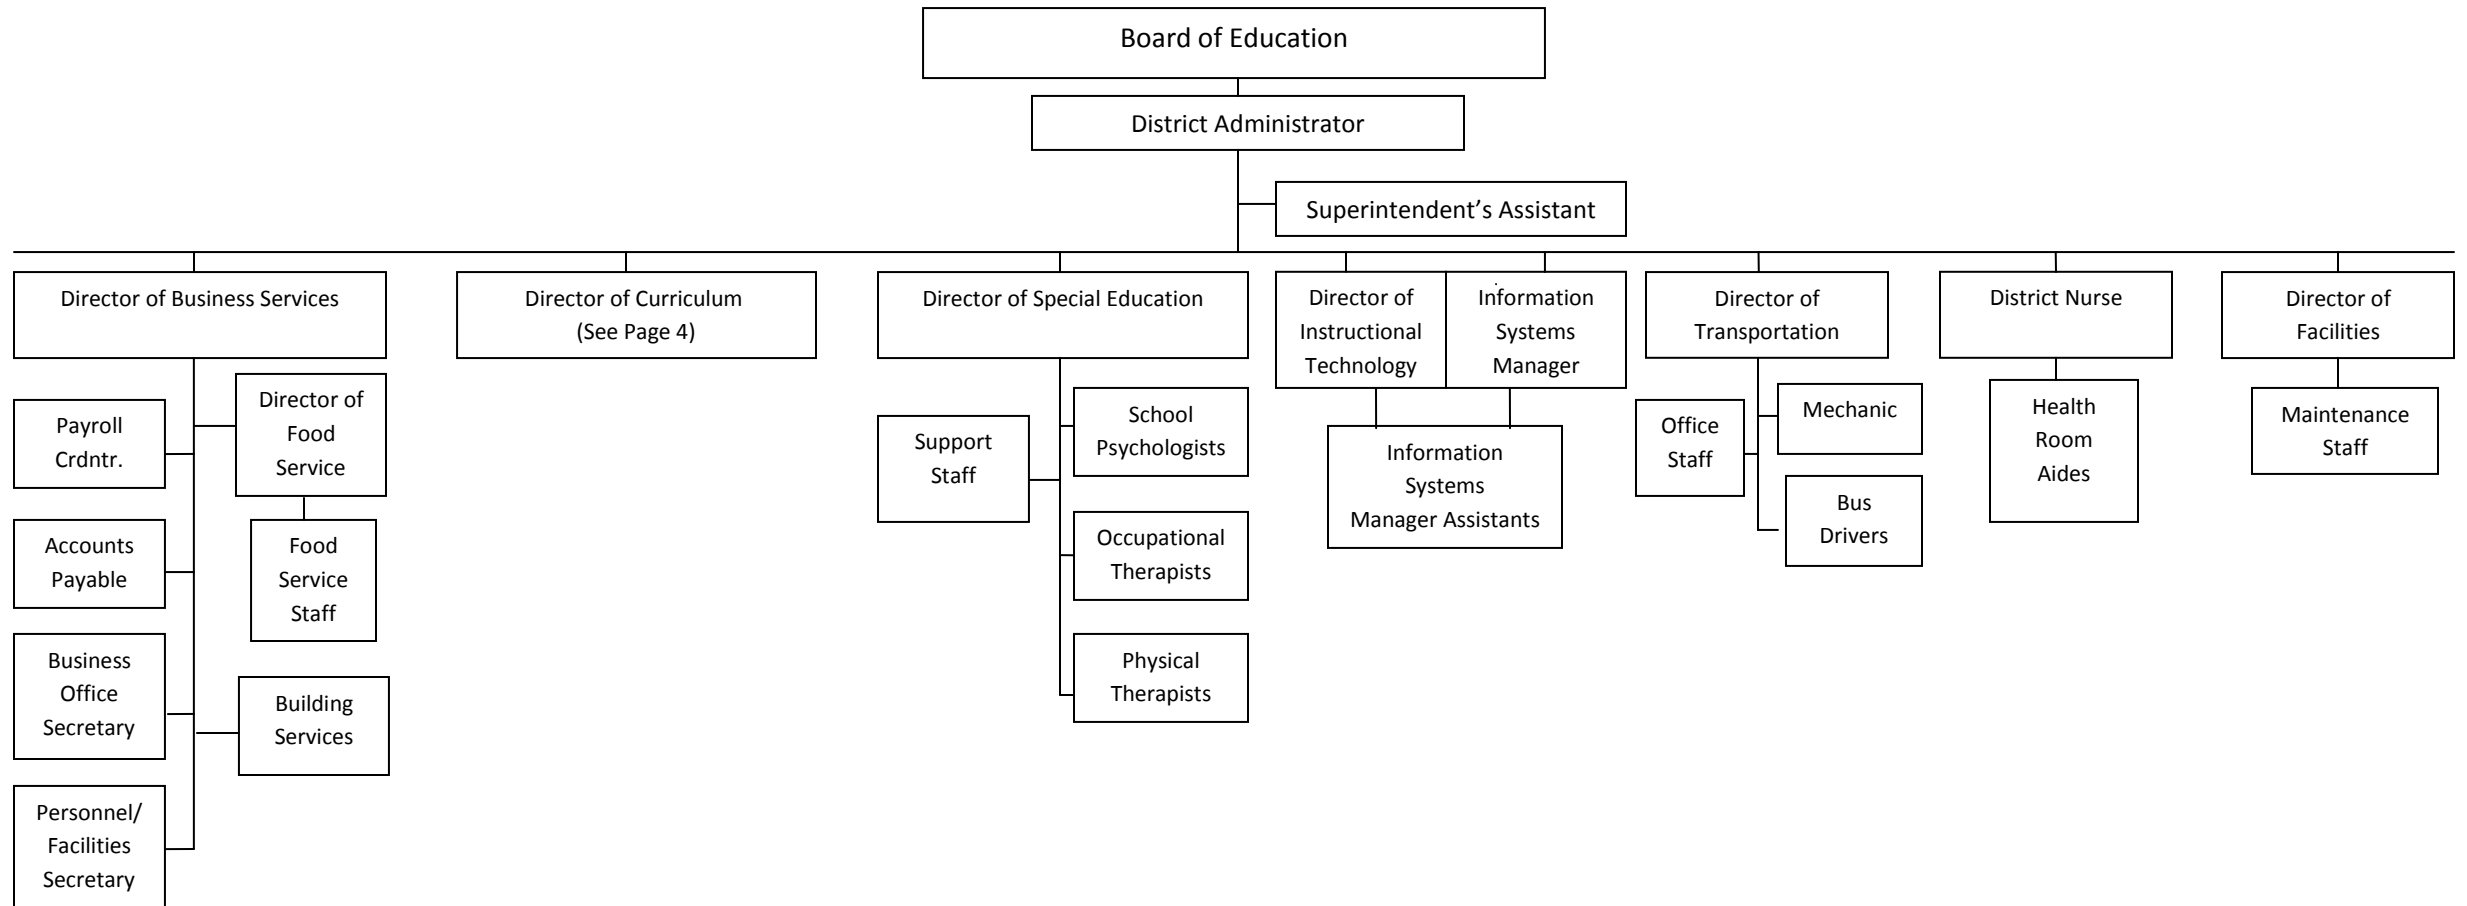 Board of Education
District Administrator
Superintendent’s Assistant
Director of Business Services
Director of Curriculum
(See Page 4)
Director of Special Education
Director of
Instructional
Technology
Information
Systems
Manager
Director of
Transportation
District Nurse
Director of
Facilities
Payroll
Crdntr.
Director of
Food
Service
Accounts
Payable
Food
Service
Staff
Business
Office
Secretary
Building
Services
Personnel/
Facilities
Secretary
Support
Staff
School
Psychologists
Occupational
Therapists
Physical
Therapists
Information
Systems
Manager Assistants
Office
Staff
Mechanic
Bus
Drivers
Health
Room
Aides
Maintenance
Staff